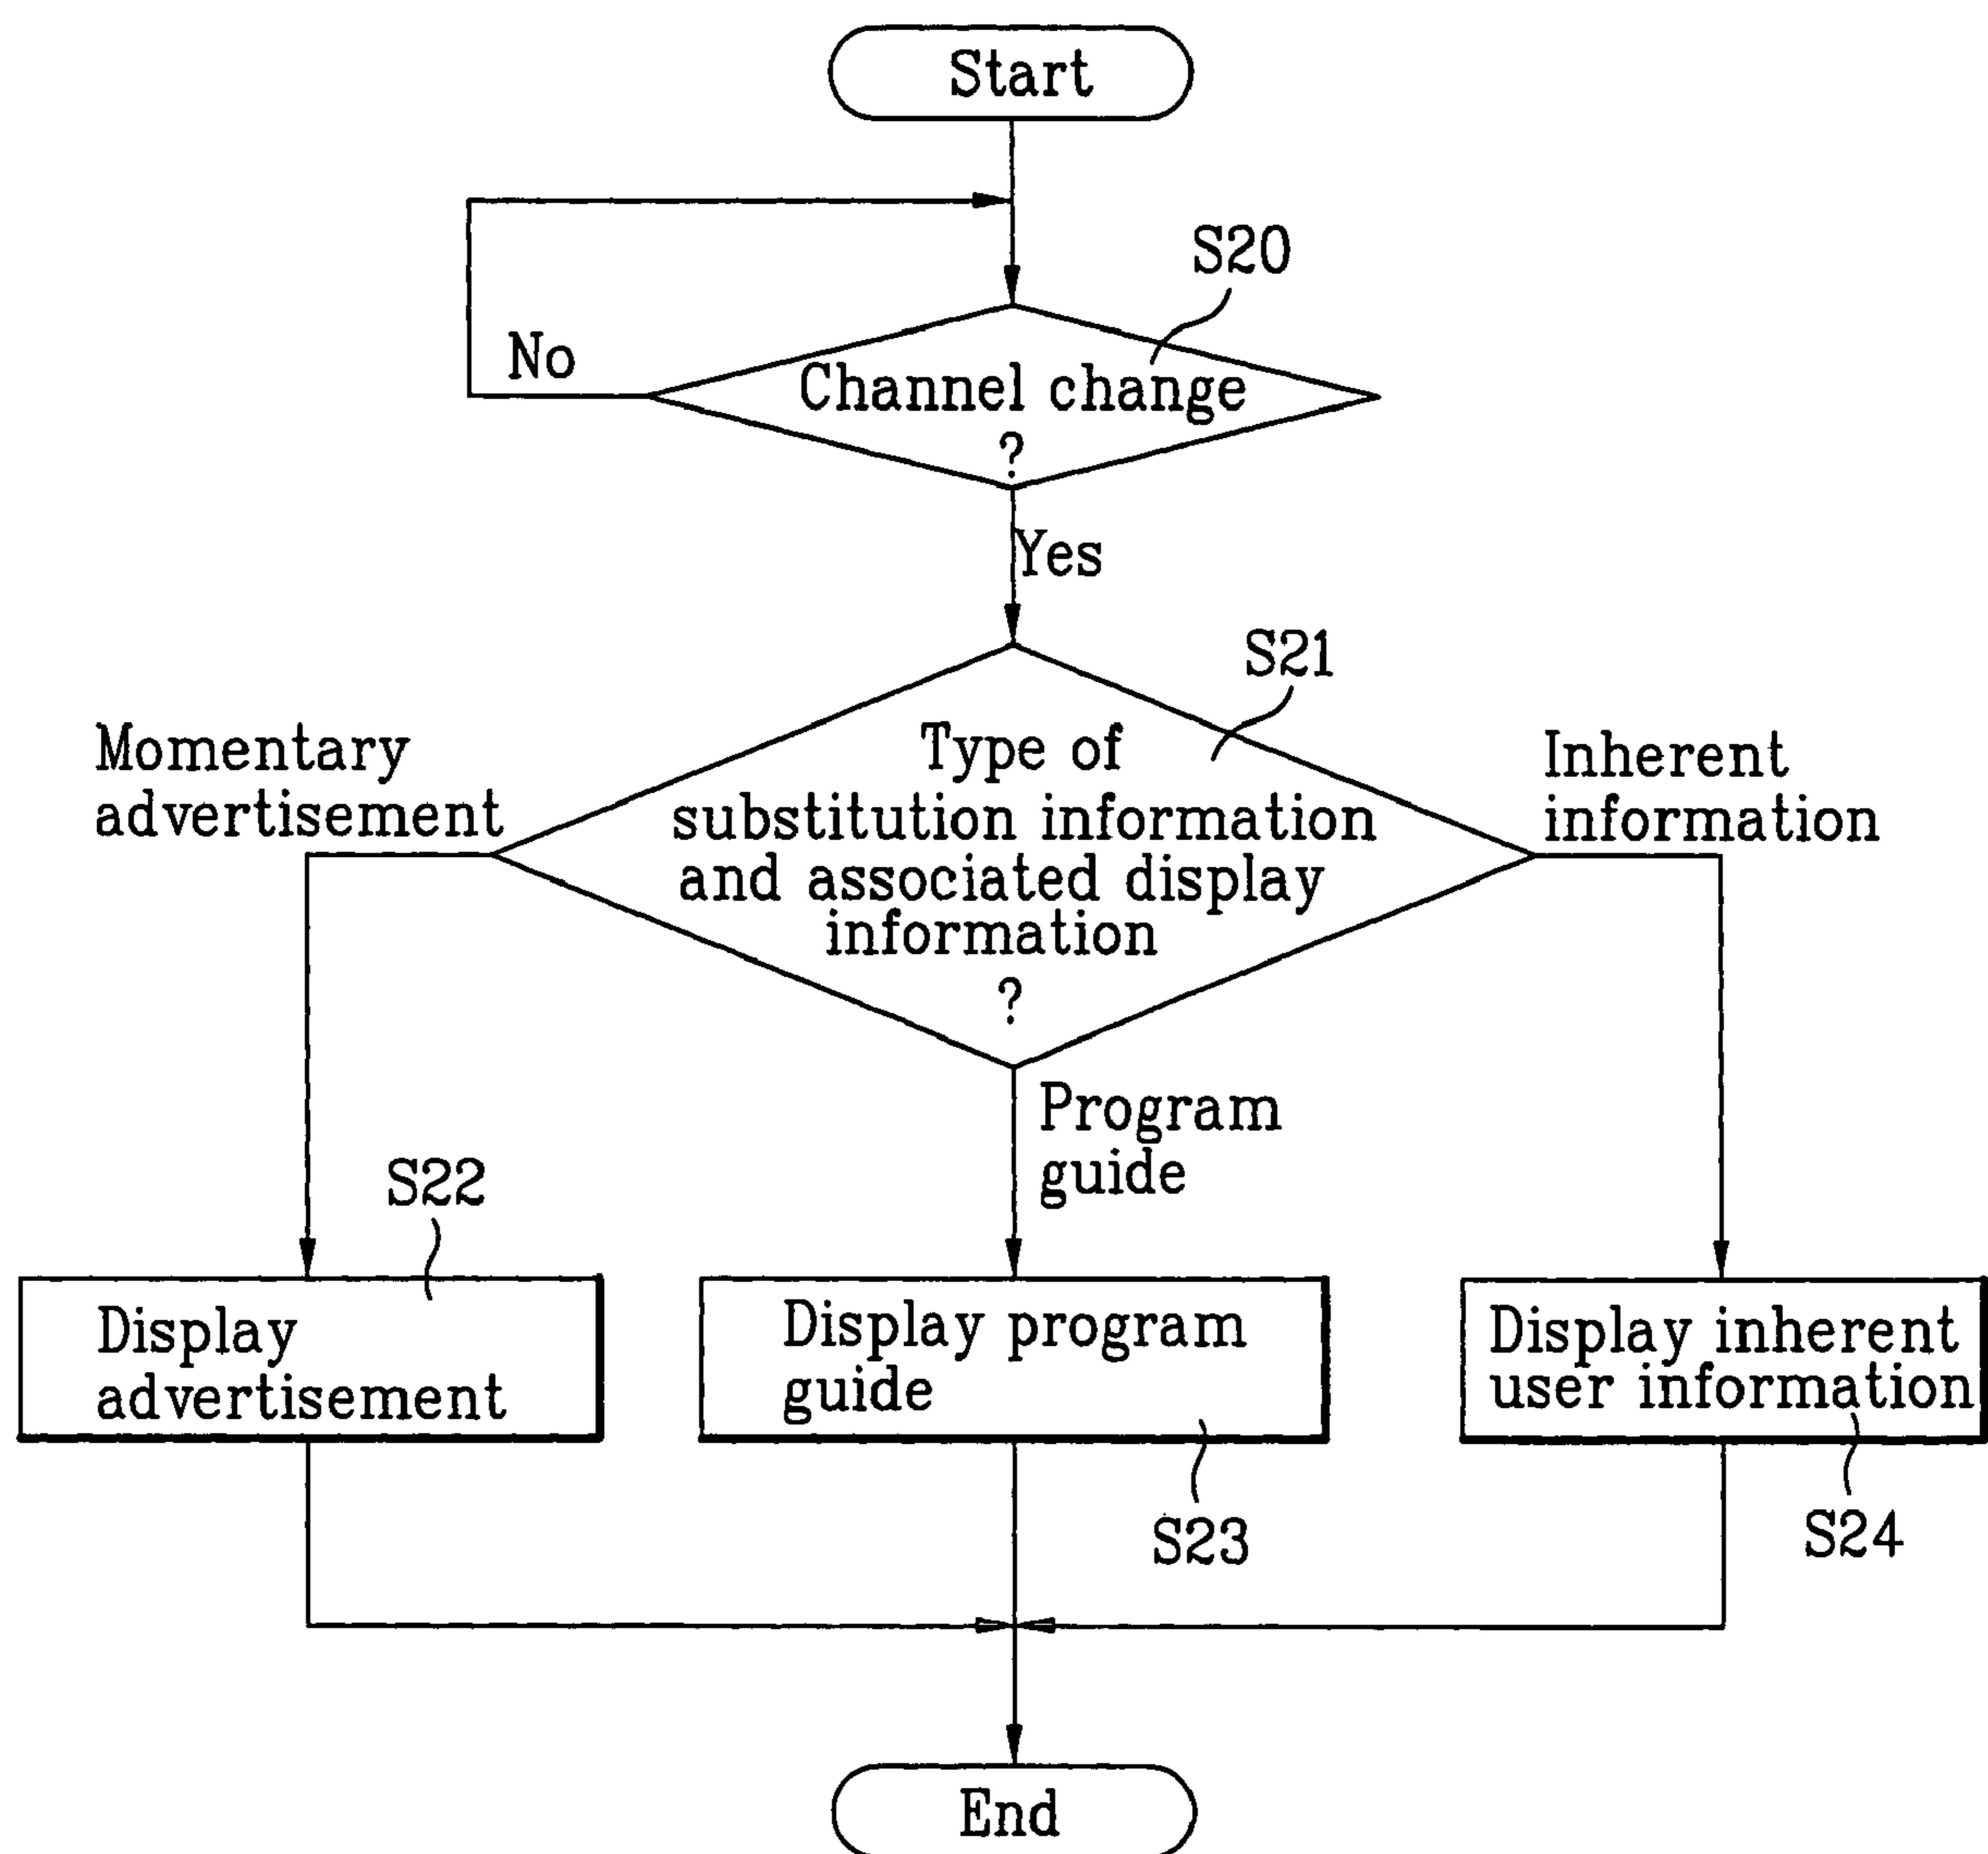 Start
S20
No
Channel change
?
Yes
S21
Momentary
advertisement
Type of
substitution information
and associated display
information
?
Inherent
information
Program
guide
S22
Display
advertisement
Display program
guide
Display inherent
user information
S23
S24
End